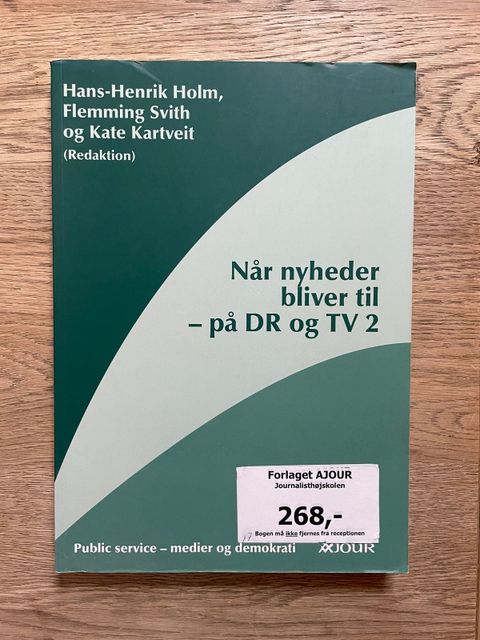 Hans-Henrik Holm,
Flemming Svith
og Kate Kartveit
(Redaktion)
Når nyheder
bliver til
– på DR og TV 2
Forlaget AJOUR
Journalisthøjskolen
268,-
Bogen må ikke fjernes fra receptionen
Public service – medier og demokrati AJOUR